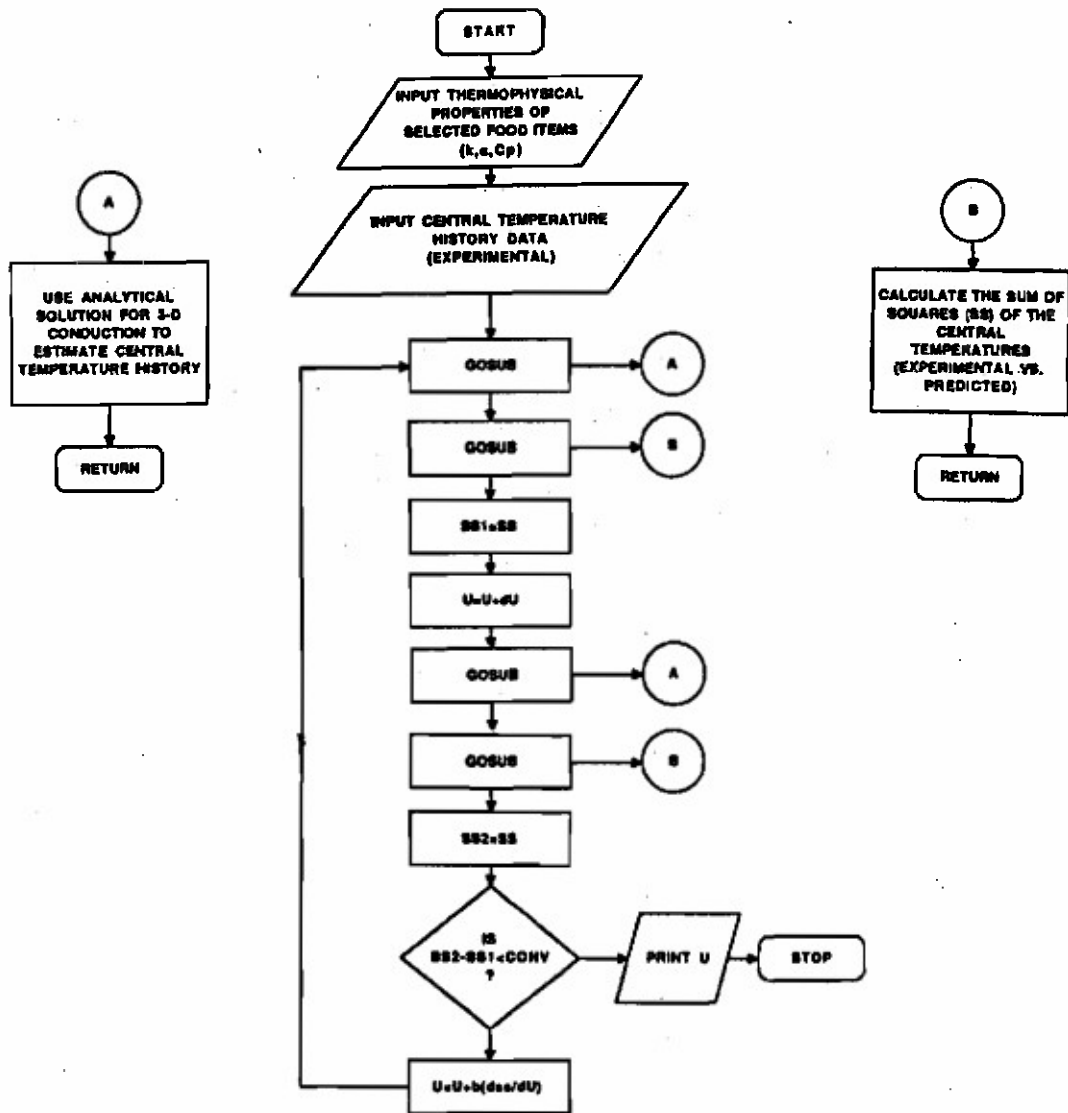 START
INPUT THERMOPHYSICAL
PROPERTIES OF
SELECTED FOOD ITEMS
(k,α,Cp)
INPUT CENTRAL TEMPERATURE
HISTORY DATA
(EXPERIMENTAL)
A
USE ANALYTICAL
SOLUTION FOR 3-D
CONDUCTION TO
ESTIMATE CENTRAL
TEMPERATURE HISTORY
RETURN
B
CALCULATE THE SUM OF
SQUARES (SS) OF THE
CENTRAL
TEMPERATURES
(EXPERIMENTAL VS.
PREDICTED)
RETURN
GOSUB
A
GOSUB
B
SS1=SS
U=U+dU
GOSUB
A
GOSUB
B
SS2=SS
IS
SS2-SS1<CONV
?
PRINT U
STOP
U=U+b(dss/dU)